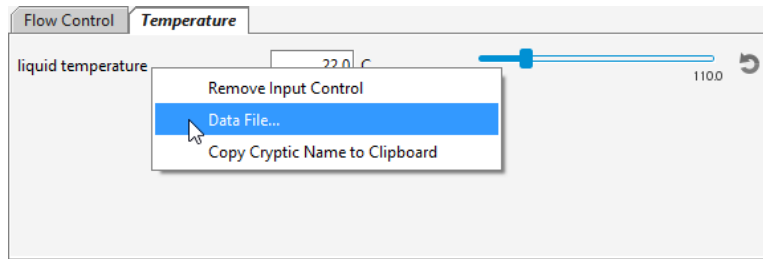 Flow Control Temperature
liquid temperature 22.0 C
110.0
Remove Input Control
Data File...
Copy Cryptic Name to Clipboard